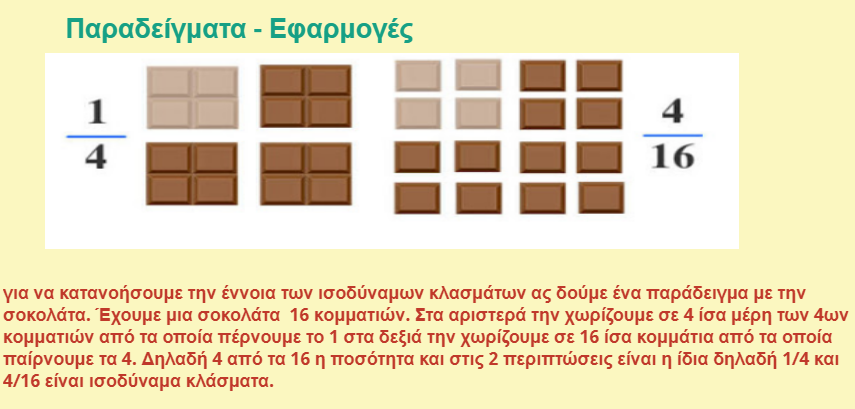 Παραδείγματα - Εφαρμογές
1
4
4
16
για να κατανοήσουμε την έννοια των ισοδύναμων κλασμάτων ας δούμε ένα παράδειγμα με την
σοκολάτα. Έχουμε μια σοκολάτα 16 κομματιών. Στα αριστερά την χωρίζουμε σε 4 ίσα μέρη των 4ων
κομματιών από τα οποία πέρνουμε το 1 στα δεξιά την χωρίζουμε σε 16 ίσα κομμάτια από τα οποία
παίρνουμε τα 4. Δηλαδή 4 από τα 16 η ποσότητα και στις 2 περιπτώσεις είναι η ίδια δηλαδή 1/4 και
4/16 είναι ισοδύναμα κλάσματα.